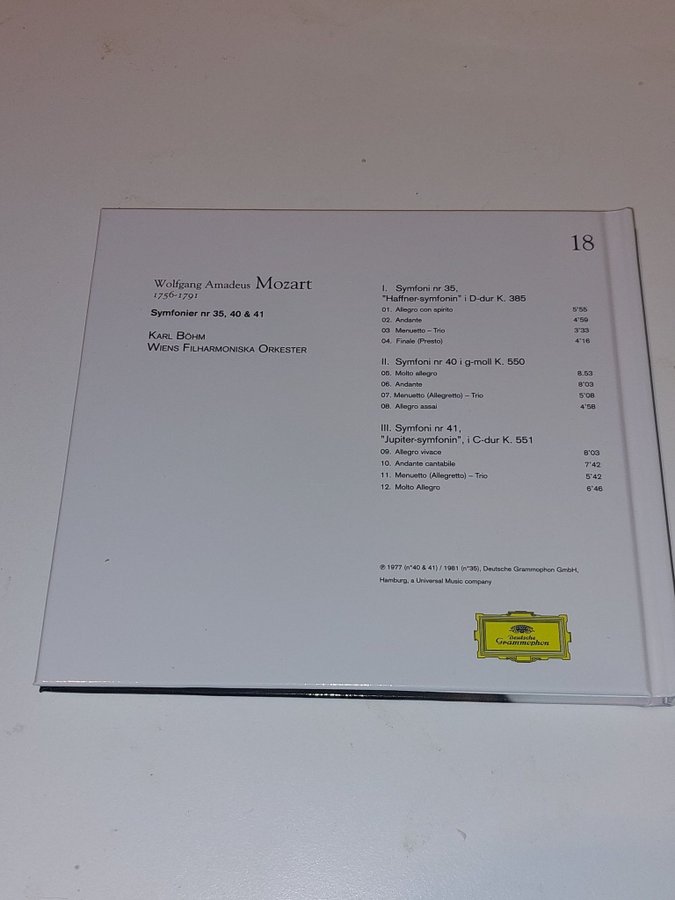 18
Wolfgang Amadeus Mozart
1756-1791
Symfonier nr 35, 40 & 41
Karl Böhm
Wiens Filharmoniska Orkester
I. Symfoni nr 35,
"Haffner-symfonin" i D-dur K. 385
01. Allegro con spirito 5'55
02. Andante 4'59
03 Menuetto – Trio 3'33
04. Finale (Presto) 4'16
II. Symfoni nr 40 i g-moll K. 550
05. Molto allegro 8.53
06. Andante 8'03
07. Menuetto (Allegretto) – Trio 5'08
08. Allegro assai 4'58
III. Symfoni nr 41,
"Jupiter-symfonin", i C-dur K. 551
09. Allegro vivace 8'03
10. Andante cantabile 7'42
11. Menuetto (Allegretto) – Trio 5'42
12. Molto Allegro 6'46
℗ 1977 (n°40 & 41) / 1981 (n°35), Deutsche Grammophon GmbH,
Hamburg, a Universal Music company
Deutsche
Grammophon